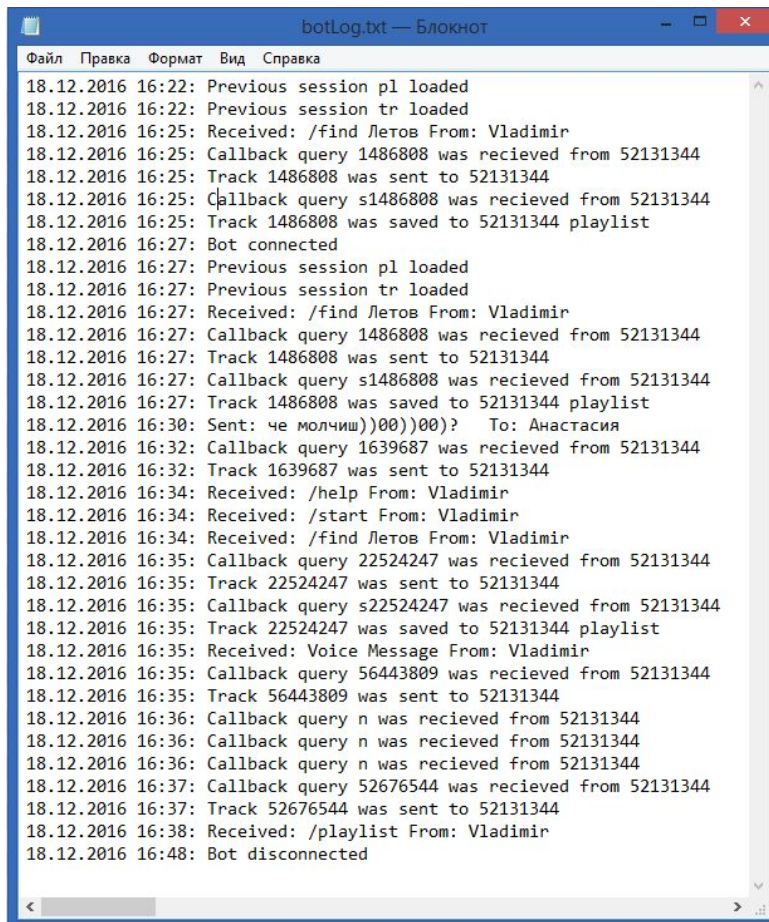 botLog.txt — Блокнот
Файл Правка Формат Вид Справка
18.12.2016 16:22: Previous session pl loaded
18.12.2016 16:22: Previous session tr loaded
18.12.2016 16:25: Received: /find Летов From: Vladimir
18.12.2016 16:25: Callback query 1486808 was recieved from 52131344
18.12.2016 16:25: Track 1486808 was sent to 52131344
18.12.2016 16:25: Callback query s1486808 was recieved from 52131344
18.12.2016 16:25: Track 1486808 was saved to 52131344 playlist
18.12.2016 16:27: Bot connected
18.12.2016 16:27: Previous session pl loaded
18.12.2016 16:27: Previous session tr loaded
18.12.2016 16:27: Received: /find Летов From: Vladimir
18.12.2016 16:27: Callback query 1486808 was recieved from 52131344
18.12.2016 16:27: Track 1486808 was sent to 52131344
18.12.2016 16:27: Callback query s1486808 was recieved from 52131344
18.12.2016 16:27: Track 1486808 was saved to 52131344 playlist
18.12.2016 16:30: Sent: че молчиш))00))00)?   To: Анастасия
18.12.2016 16:32: Callback query 1639687 was recieved from 52131344
18.12.2016 16:32: Track 1639687 was sent to 52131344
18.12.2016 16:34: Received: /help From: Vladimir
18.12.2016 16:34: Received: /start From: Vladimir
18.12.2016 16:34: Received: /find Летов From: Vladimir
18.12.2016 16:35: Callback query 22524247 was recieved from 52131344
18.12.2016 16:35: Track 22524247 was sent to 52131344
18.12.2016 16:35: Callback query s22524247 was recieved from 52131344
18.12.2016 16:35: Track 22524247 was saved to 52131344 playlist
18.12.2016 16:35: Received: Voice Message From: Vladimir
18.12.2016 16:35: Callback query 56443809 was recieved from 52131344
18.12.2016 16:35: Track 56443809 was sent to 52131344
18.12.2016 16:36: Callback query n was recieved from 52131344
18.12.2016 16:36: Callback query n was recieved from 52131344
18.12.2016 16:36: Callback query n was recieved from 52131344
18.12.2016 16:37: Callback query 52676544 was recieved from 52131344
18.12.2016 16:37: Track 52676544 was sent to 52131344
18.12.2016 16:38: Received: /playlist From: Vladimir
18.12.2016 16:48: Bot disconnected